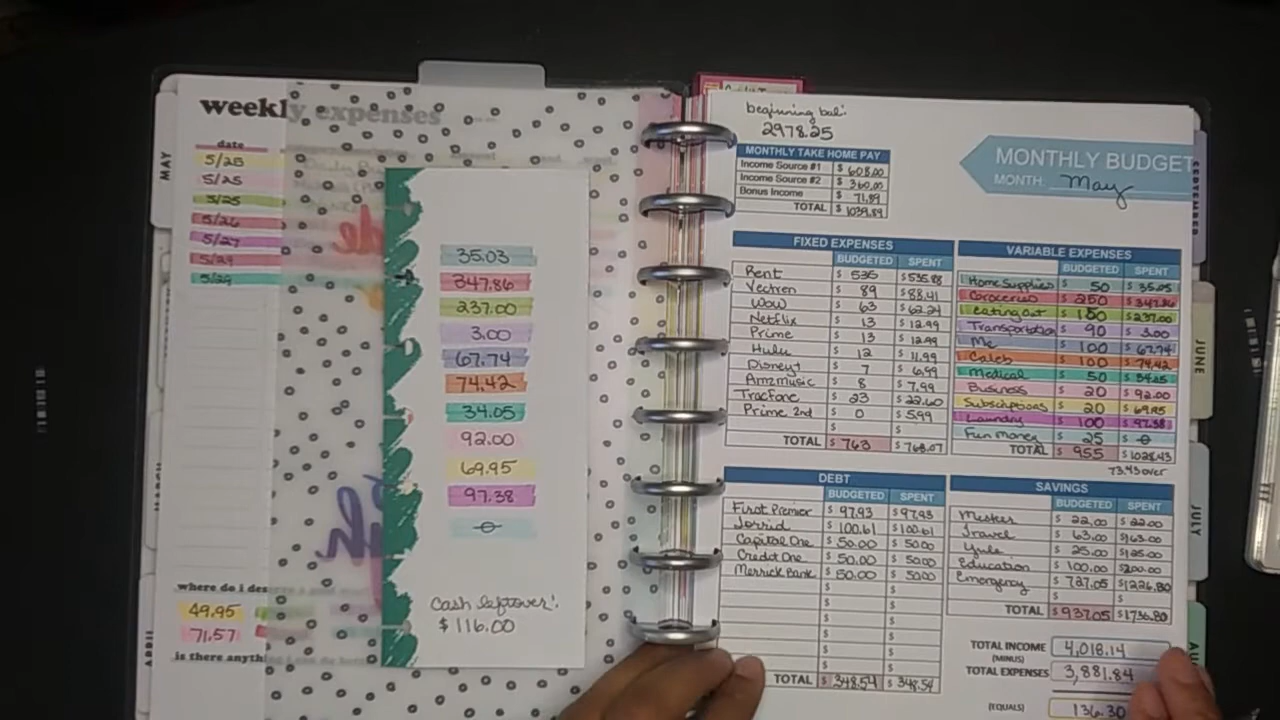 weekly expenses
date
5/25
5/25
5/25
5/26
5/27
5/29
5/29
MAY
MARCH
APRIL
35.03
347.86
237.00
3.00
67.74
74.42
34.05
92.00
69.95
97.38
Cash leftover:
$116.00
49.95
71.57
beginning bal:
2978.25
MONTHLY TAKE HOME PAY
Income Source #1 $ 608.00
Income Source #2 $ 360.00
Bonus Income $ 71.89
TOTAL $ 1039.89
MONTHLY BUDGET
MONTH: May
FIXED EXPENSES
BUDGETED SPENT
Rent $ 535 $ 535.88
Vectren $ 89 $ 88.41
Wow $ 63 $ 62.24
Netflix $ 13 $ 12.99
Prime $ 13 $ 12.99
Hulu $ 12 $ 11.99
Disney+ $ 7 $ 6.99
AmzMusic $ 8 $ 7.99
Tracfone $ 23 $ 22.60
Prime 2nd $ 0 $ 5.99
$ $
TOTAL $ 763 $ 768.07
VARIABLE EXPENSES
BUDGETED SPENT
Home Supplies $ 50 $ 35.03
Groceries $ 250 $ 347.86
eating out $ 150 $ 237.00
Transportation $ 90 $ 3.00
Me $ 100 $ 67.74
Caleb $ 100 $ 74.42
Medical $ 50 $ 34.05
Business $ 20 $ 92.00
Subscriptions $ 20 $ 69.95
Laundry $ 100 $ 97.38
Fun Money $ 25 $ 0
TOTAL $ 955 $ 1028.43
73.43 over
DEBT
BUDGETED SPENT
First Premier $ 97.93 $ 97.93
$ 100.61 $ 100.61
Capital One $ 50.00 $ 50.00
Credit One $ 50.00 $ 50.00
Merrick Bank $ 50.00 $ 50.00
TOTAL $ 348.54 $ 348.54
SAVINGS
BUDGETED SPENT
$ 22.00 $ 22.00
Travel $ 63.00 $ 163.00
Yule $ 25.00 $ 125.00
Education $ 100.00 $ 200.00
Emergency $ 727.05 $ 1226.80
$ $
TOTAL $ 937.05 $ 1736.80
TOTAL INCOME 4,018.14
(MINUS)
TOTAL EXPENSES 3,881.84
(EQUALS) 136.30
SEPTEMBER
JUNE
JULY